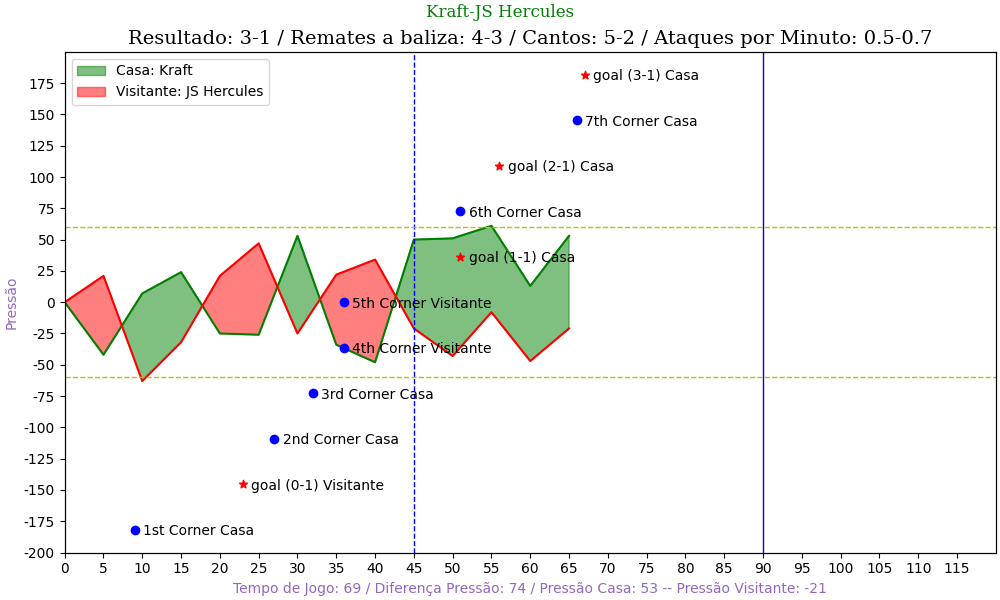 Kraft-JS Hercules
Resultado: 3-1 / Remates a baliza: 4-3 / Cantos: 5-2 / Ataques por Minuto: 0.5-0.7
Casa: Kraft
Visitante: JS Hercules
goal (3-1) Casa
7th Corner Casa
goal (2-1) Casa
6th Corner Casa
goal (1-1) Casa
5th Corner Visitante
4th Corner Visitante
3rd Corner Casa
2nd Corner Casa
goal (0-1) Visitante
1st Corner Casa
Pressão
175
150
125
100
75
50
25
0
-25
-50
-75
-100
-125
-150
-175
-200
0 5 10 15 20 25 30 35 40 45 50 55 60 65 70 75 80 85 90 95 100 105 110 115
Tempo de Jogo: 69 / Diferença Pressão: 74 / Pressão Casa: 53 -- Pressão Visitante: -21